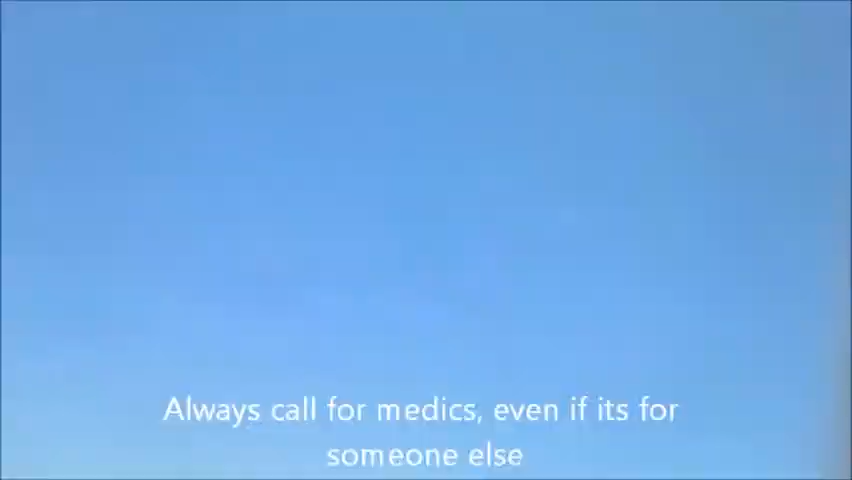 Always call for medics, even if its for
someone else